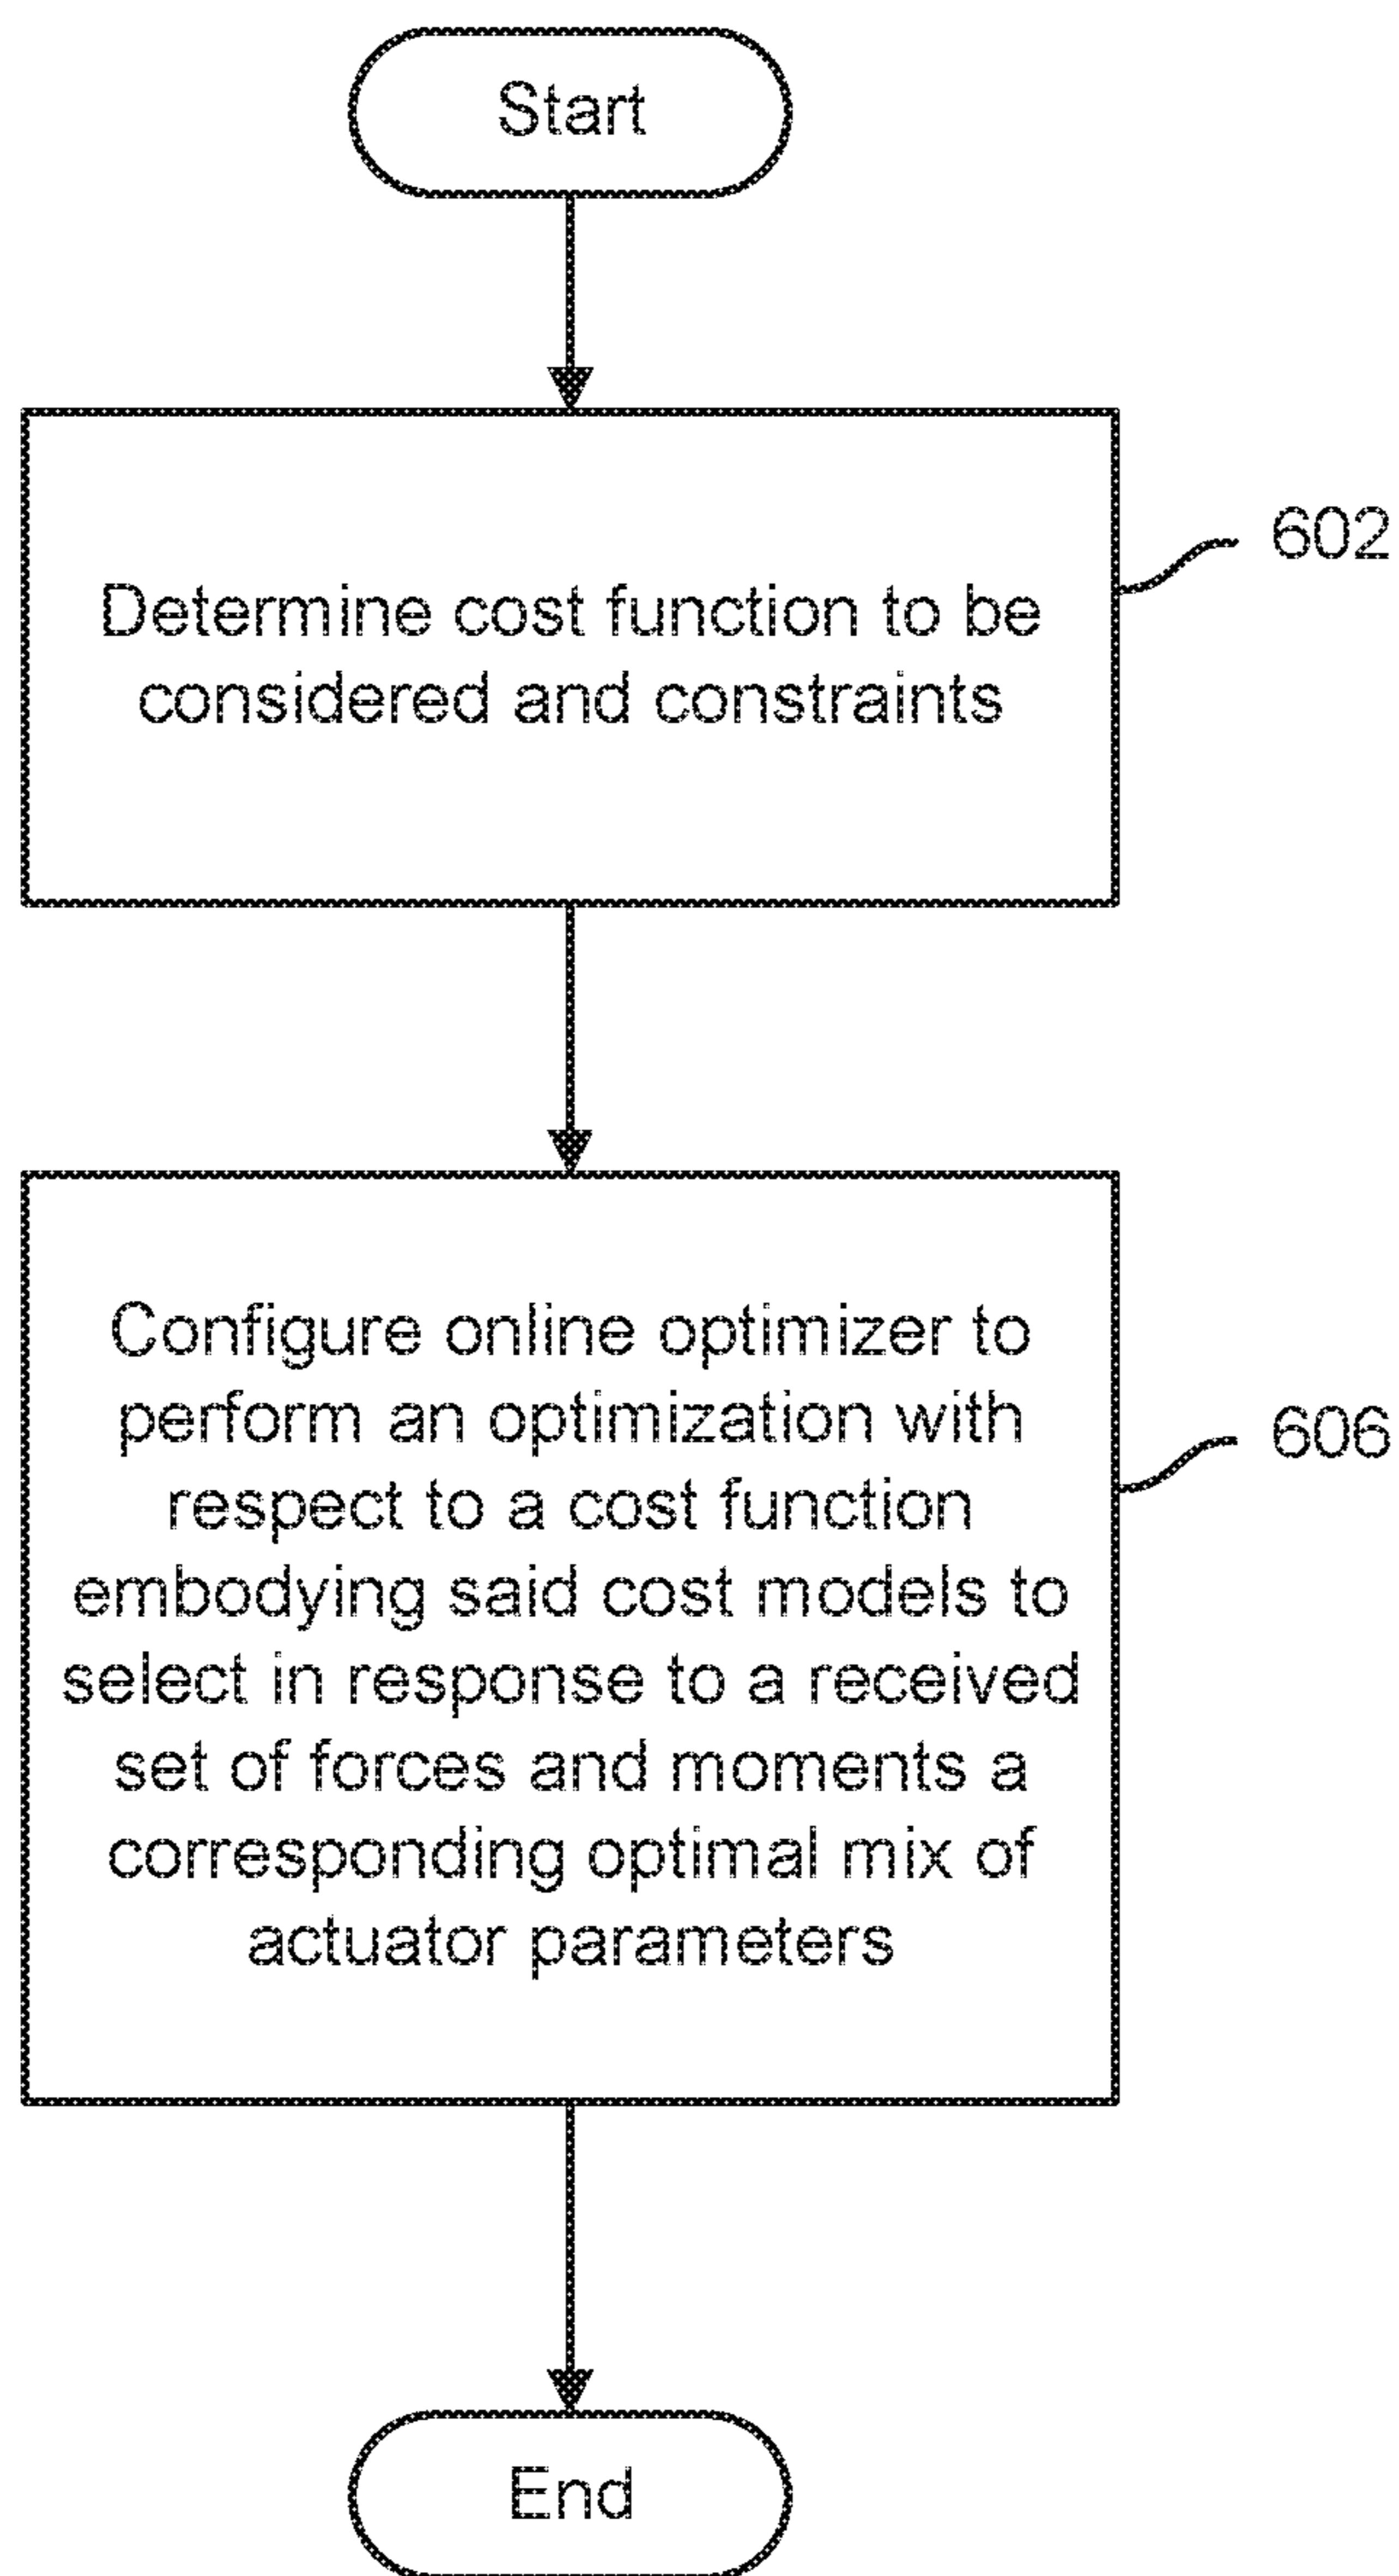 Start
602
Determine cost function to be
considered and constraints
606
Configure online optimizer to
perform an optimization with
respect to a cost function
embodying said cost models to
select in response to a received
set of forces and moments a
corresponding optimal mix of
actuator parameters
End